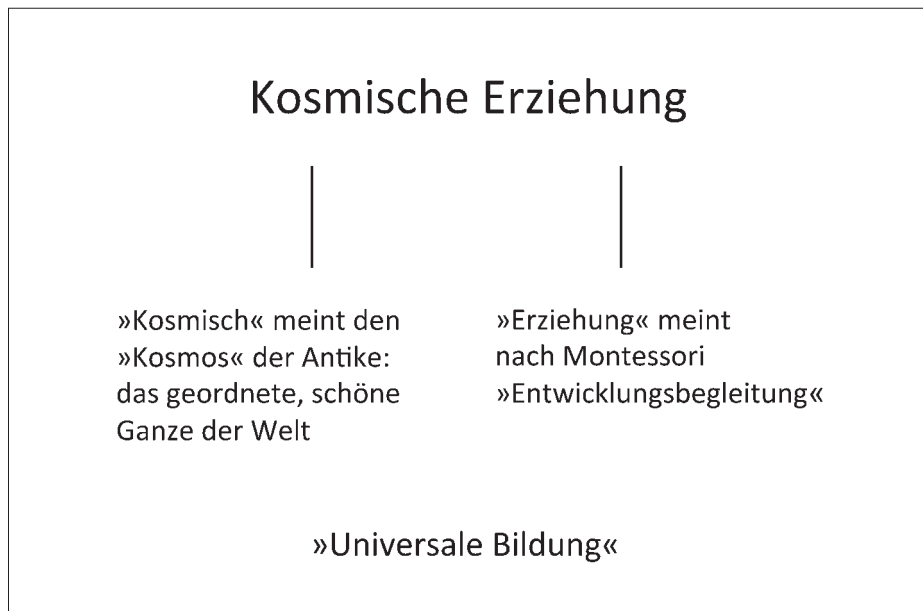 Kosmische Erziehung
»Kosmisch« meint den
»Kosmos« der Antike:
das geordnete, schöne
Ganze der Welt
»Erziehung« meint
nach Montessori
»Entwicklungsbegleitung«
»Universale Bildung«